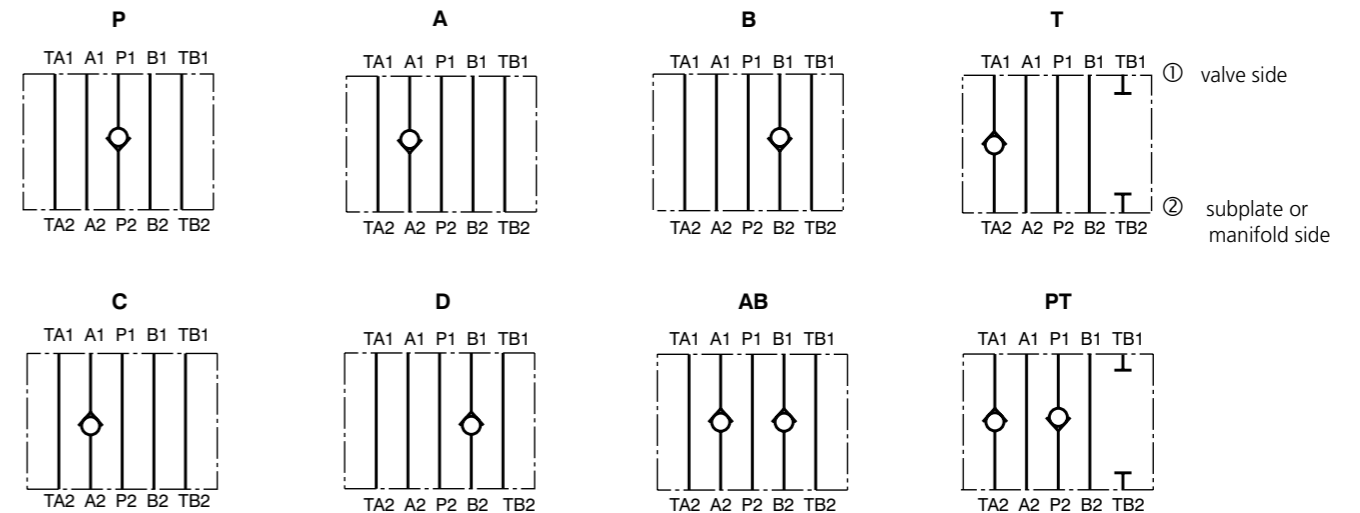 P A B T
TA1 A1 P1 B1 TB1 TA1 A1 P1 B1 TB1 TA1 A1 P1 B1 TB1 TA1 A1 P1 B1 TB1
① valve side
TA2 A2 P2 B2 TB2 TA2 A2 P2 B2 TB2 TA2 A2 P2 B2 TB2 TA2 A2 P2 B2 TB2
② subplate or
manifold side
C D AB PT
TA1 A1 P1 B1 TB1 TA1 A1 P1 B1 TB1 TA1 A1 P1 B1 TB1 TA1 A1 P1 B1 TB1
TA2 A2 P2 B2 TB2 TA2 A2 P2 B2 TB2 TA2 A2 P2 B2 TB2 TA2 A2 P2 B2 TB2